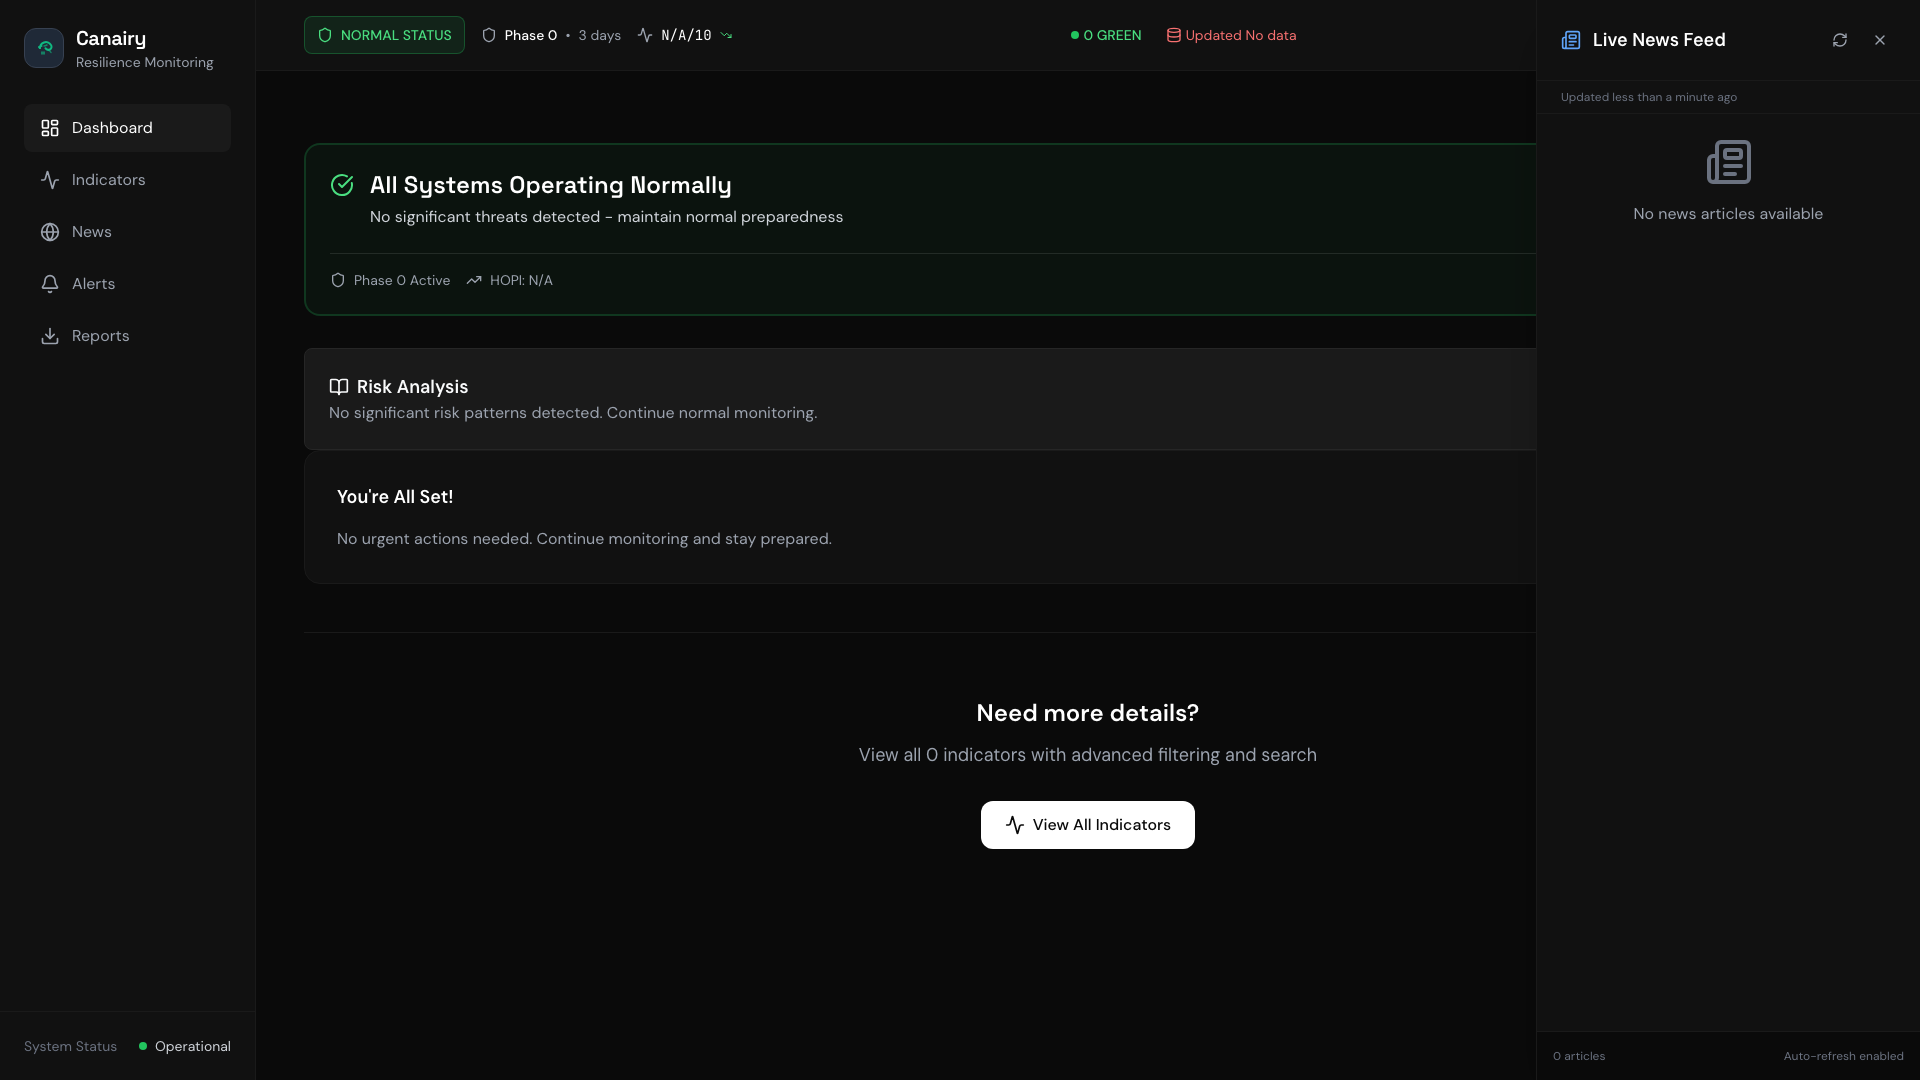 Canairy
Resilience Monitoring
Dashboard
Indicators
News
Alerts
Reports
System Status
Operational
NORMAL STATUS
Phase 0 • 3 days
N/A/10
0 GREEN
Updated No data
All Systems Operating Normally
No significant threats detected - maintain normal preparedness
Phase 0 Active
HOPI: N/A
Risk Analysis
No significant risk patterns detected. Continue normal monitoring.
You're All Set!
No urgent actions needed. Continue monitoring and stay prepared.
Need more details?
View all 0 indicators with advanced filtering and search
View All Indicators
Live News Feed
Updated less than a minute ago
No news articles available
0 articles
Auto-refresh enabled